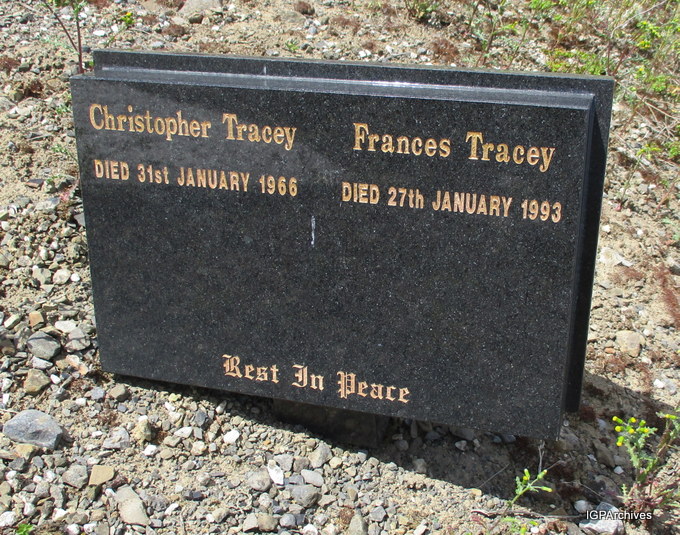 Christopher Tracey
DIED 31st JANUARY 1966
Frances Tracey
DIED 27th JANUARY 1993
Rest In Peace
IGPArchives